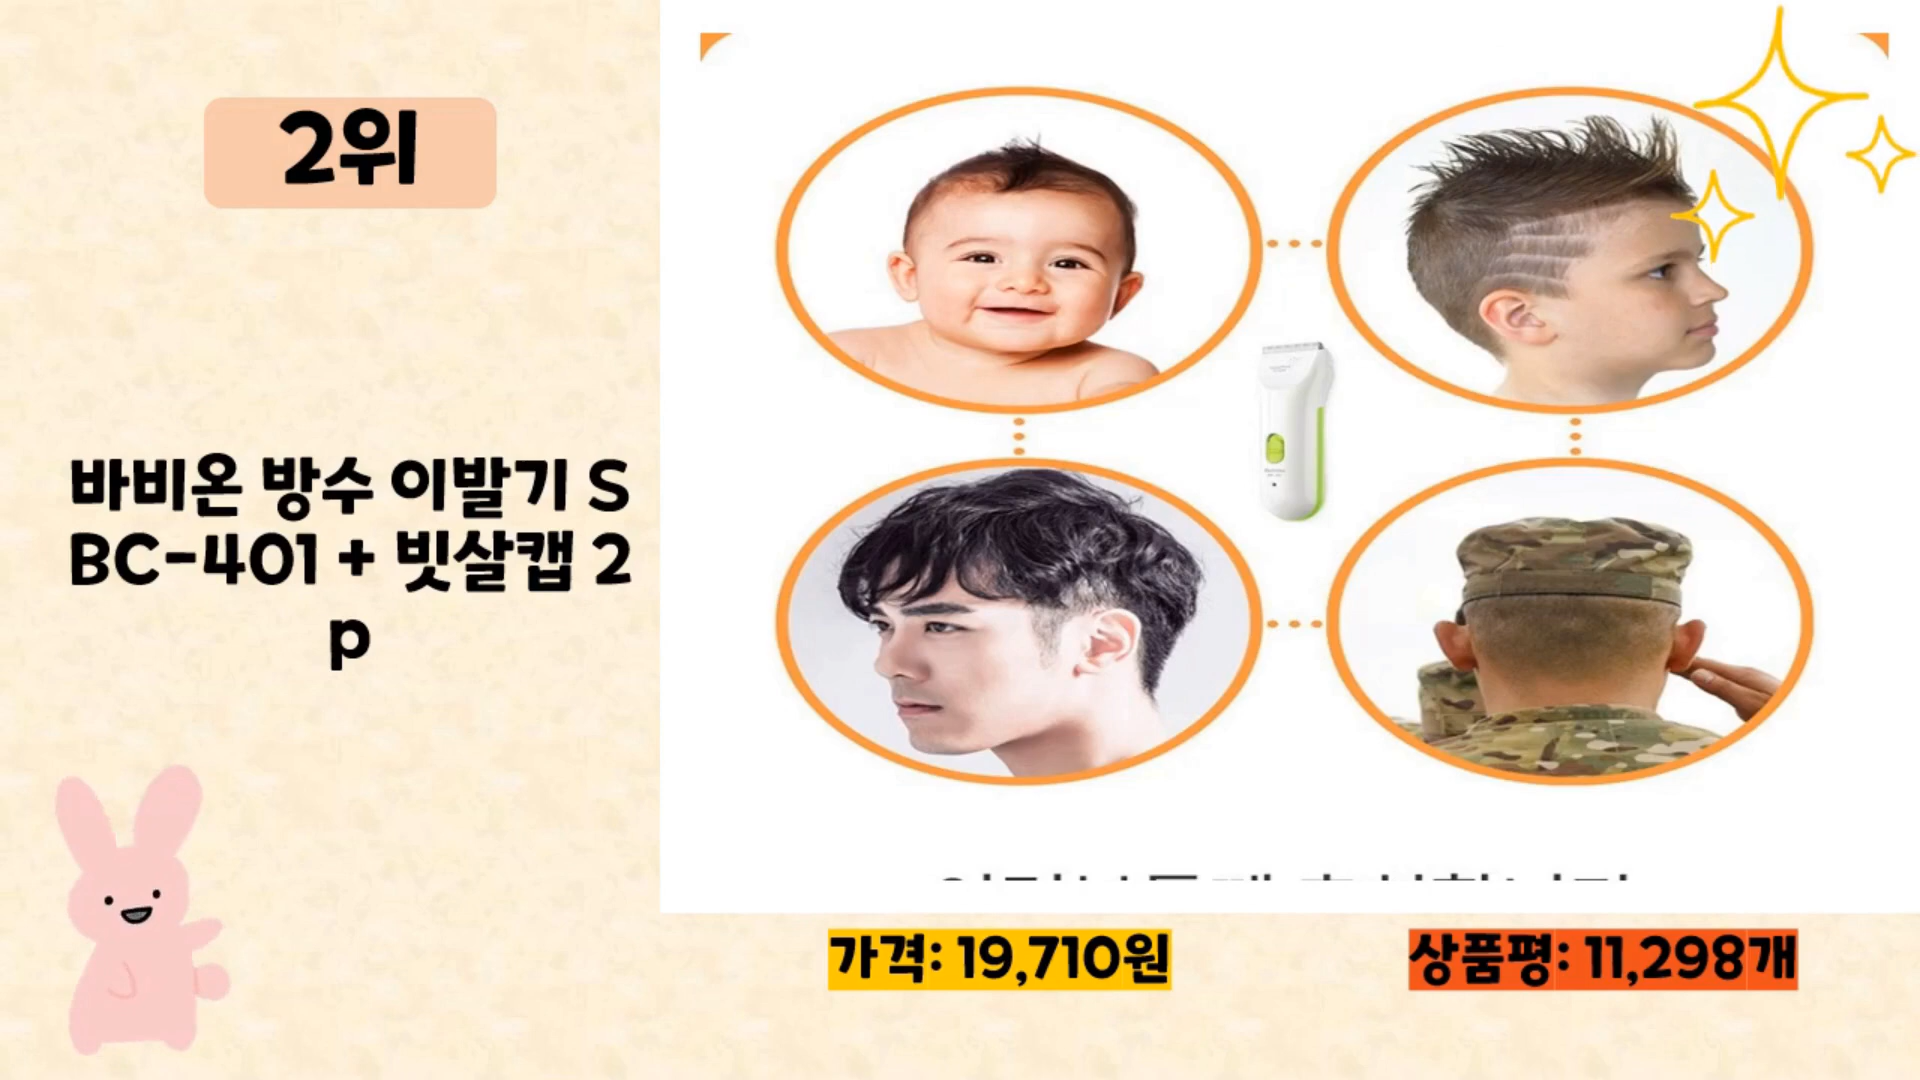 2위
바비온 방수 이발기 S
BC-401 + 빗살캡 2
p
가격: 19,710원
상품평: 11,298개